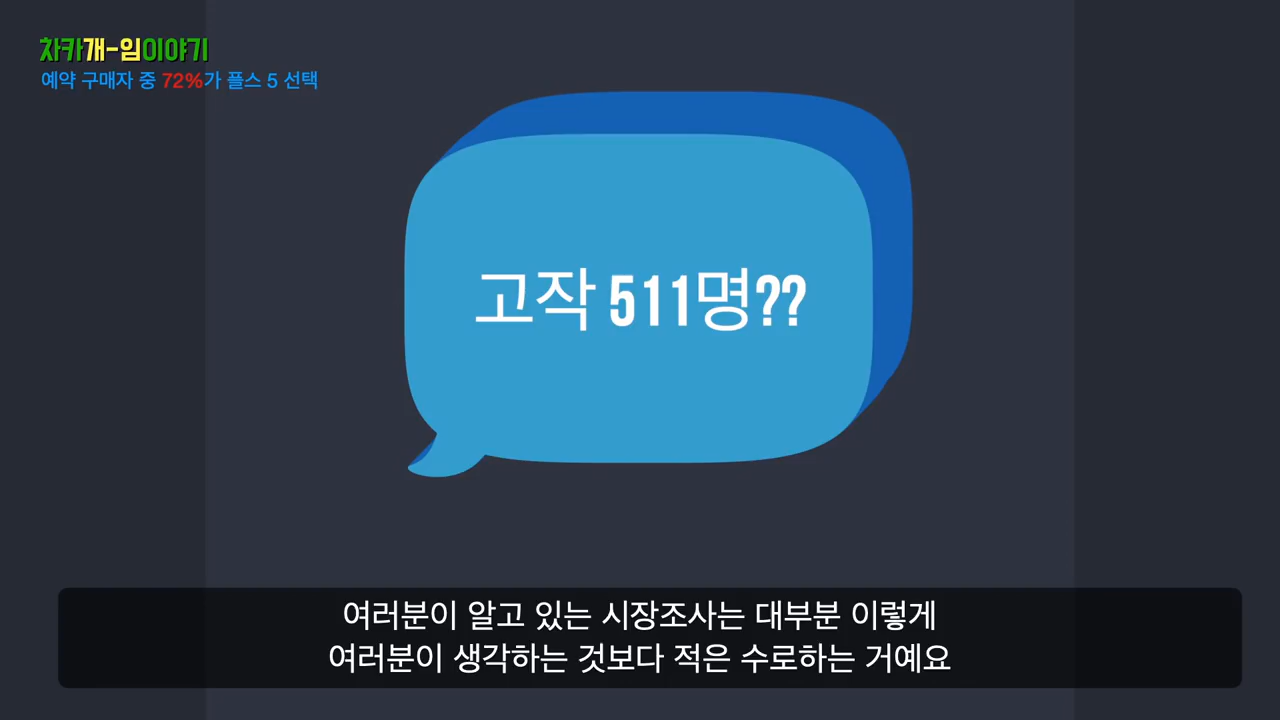 차카개-임이야기
예약 구매자 중 72%가 플스 5 선택
고작 511명??
여러분이 알고 있는 시장조사는 대부분 이렇게
여러분이 생각하는 것보다 적은 수로하는 거예요